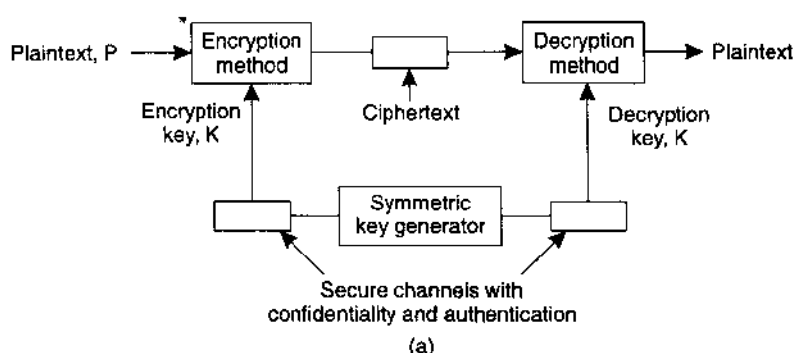 Plaintext, P
Encryption
method
Decryption
method
Plaintext
Encryption
key, K
Ciphertext
Decryption
key, K
Symmetric
key generator
Secure channels with
confidentiality and authentication
(a)